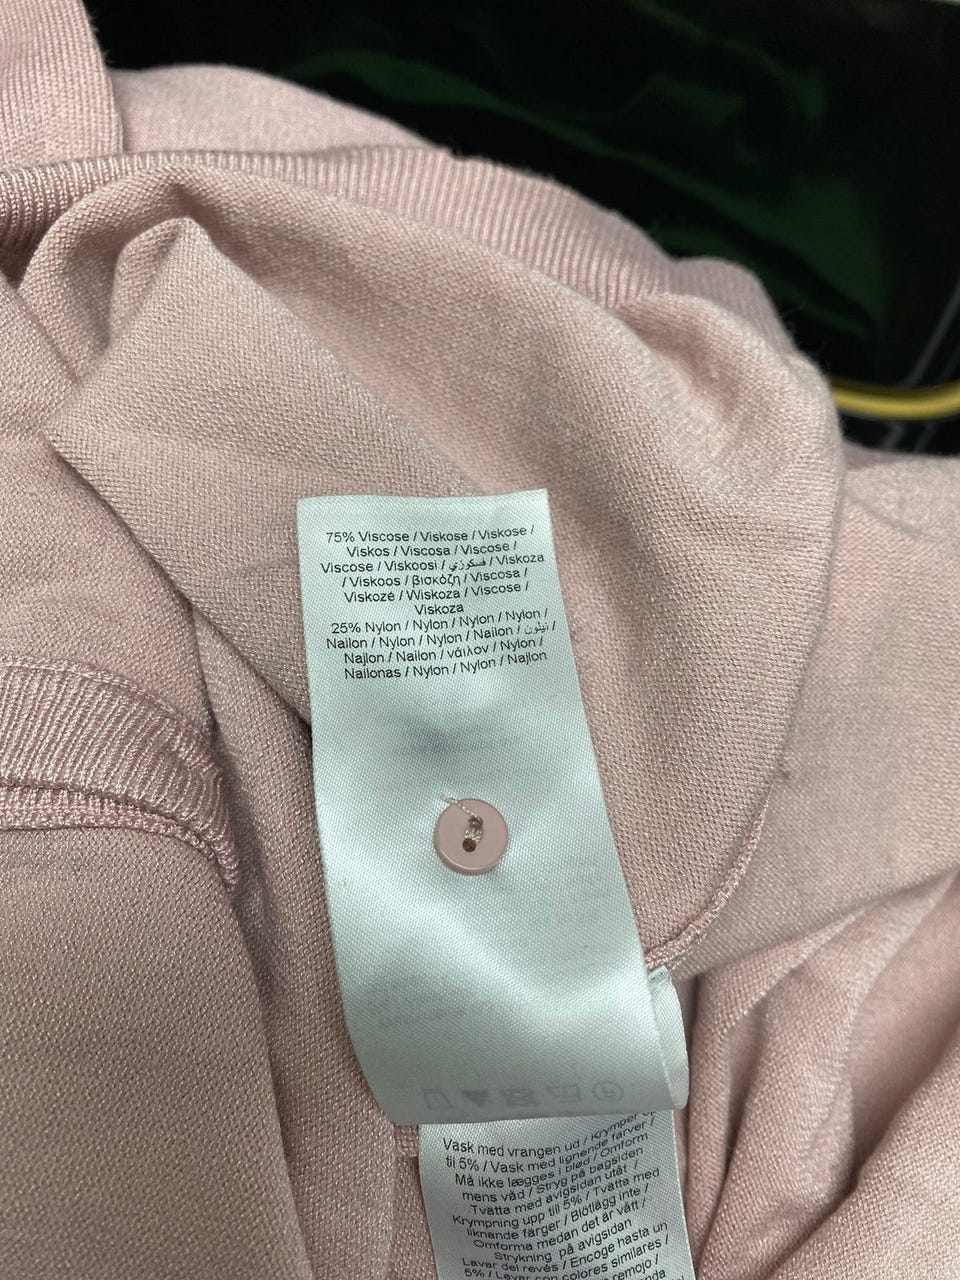 75% Viscose / Viskose / Viskose /
Viskos / Viscosa / Viscose /
Viscose / Viskoosi / فسكوزي / Viskoza
/ Viskoos / βισκόζη / Viscosa /
Viskozė / Wiskoza / Viscose /
Viskoza
25% Nylon / Nylon / Nylon / Nylon /
Nailon / Nylon / Nylon / Nailon / نيلون /
Najlon / Nailon / νάιλον / Nylon /
Nailonas / Nylon / Nylon / Najlon
Vask med vrangen ud / Krymper op
til 5% / Vask med lignende farver /
Må ikke lægges i blød / Omform
mens våd / Stryg på bagsiden
Tvätta med avigsidan utåt /
Krympning upp till 5% / Tvätta med
liknande färger / Blötlägg inte /
Omforma medan det är vått /
Strykning på avigsidan
Lavar del revés / Encoge hasta un
5% / Lavar con colores similares /
remojo /